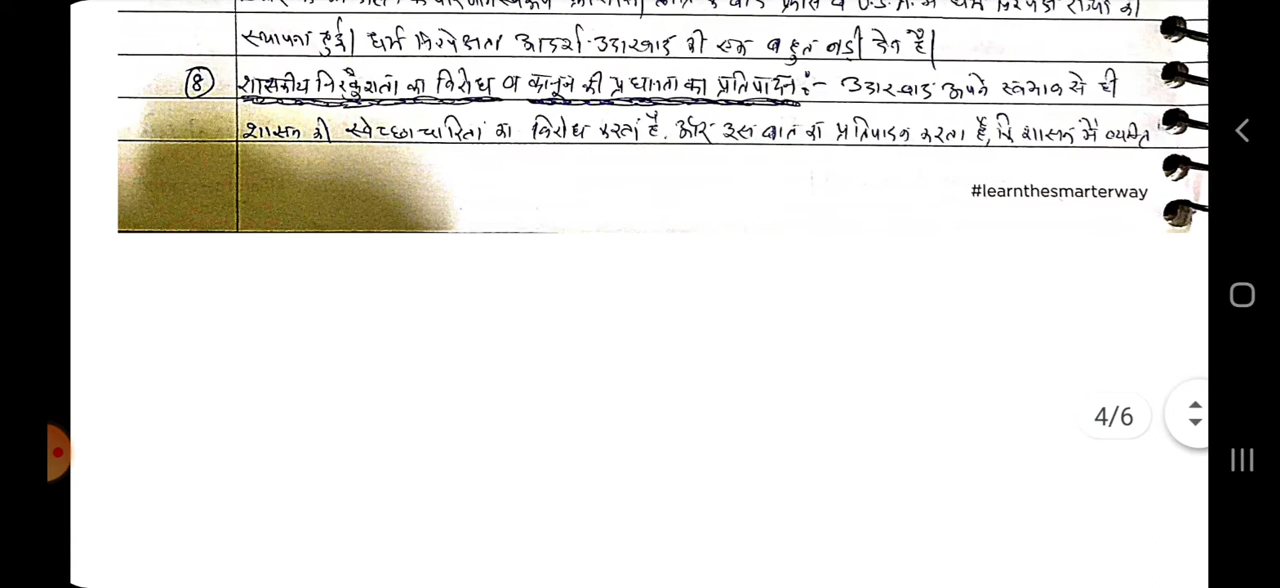 स्थापना हुई। धर्म निरपेक्षता आदर्श उदारवाद की एक बहुत बड़ी देन है।
⑧ शासकीय निरंकुशता का विरोध व कानून की प्रधानता का प्रतिपादन :- उदारवाद अपने स्वभाव से ही
शासन की स्वेच्छाचारिता का विरोध करता है. और इस बात का प्रतिपादन करता है, कि शासन में व्यक्ति
#learnthesmarterway
4/6